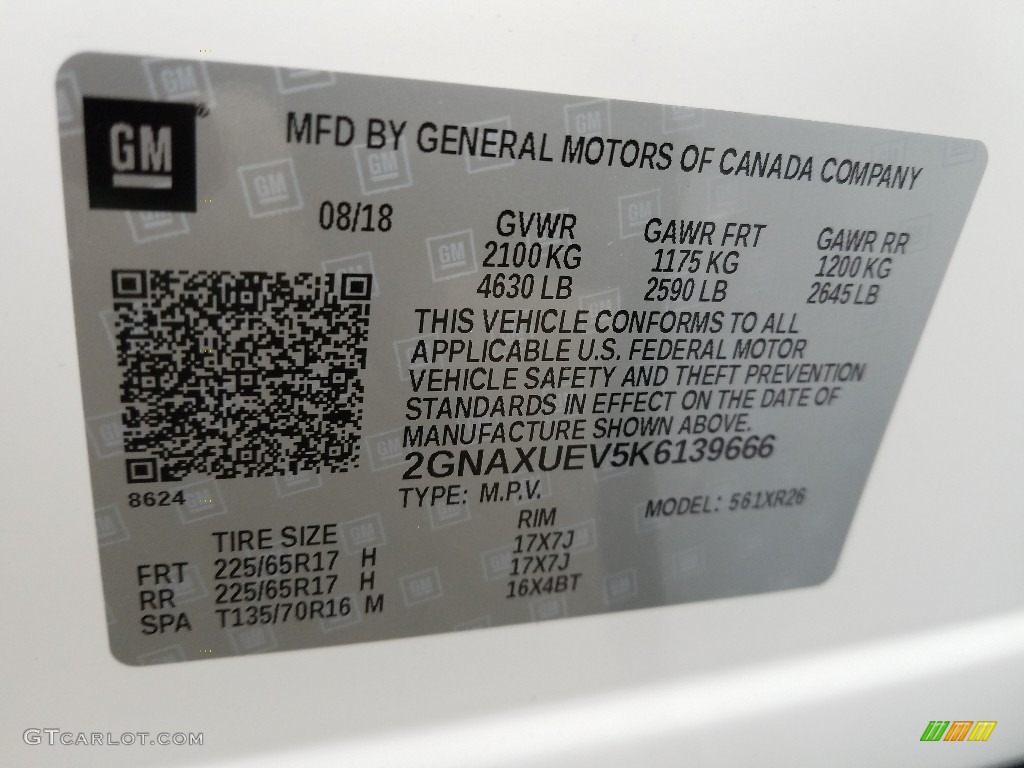 GM
MFD BY GENERAL MOTORS OF CANADA COMPANY
08/18
GVWR GAWR FRT GAWR RR
2100 KG 1175 KG 1200 KG
4630 LB 2590 LB 2645 LB
THIS VEHICLE CONFORMS TO ALL
APPLICABLE U.S. FEDERAL MOTOR
VEHICLE SAFETY AND THEFT PREVENTION
STANDARDS IN EFFECT ON THE DATE OF
MANUFACTURE SHOWN ABOVE.
2GNAXUEV5K6139666
8624
TYPE: M.P.V. MODEL: 561XR26
TIRE SIZE RIM
FRT 225/65R17 H 17X7J
RR 225/65R17 H 17X7J
SPA T135/70R16 M 16X4BT
GTCARLOT.COM